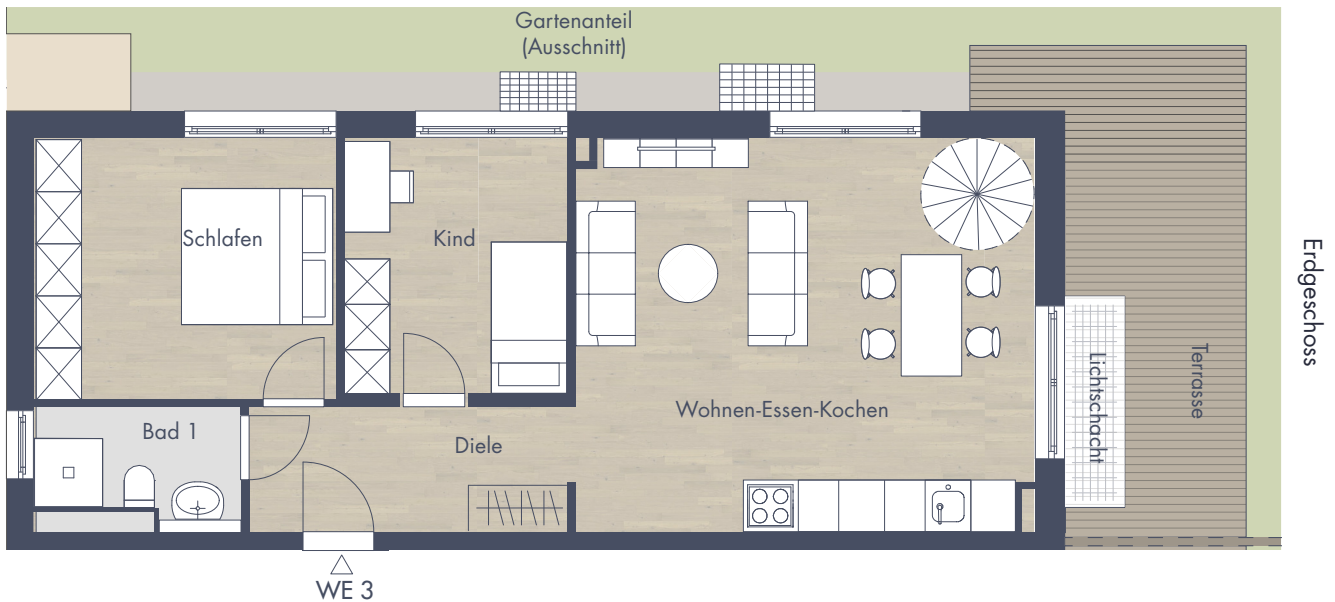 Gartenanteil
(Ausschnitt)
Schlafen
Kind
Wohnen-Essen-Kochen
Bad 1
Diele
Lichtschacht
Terrasse
Erdgeschoss
WE 3